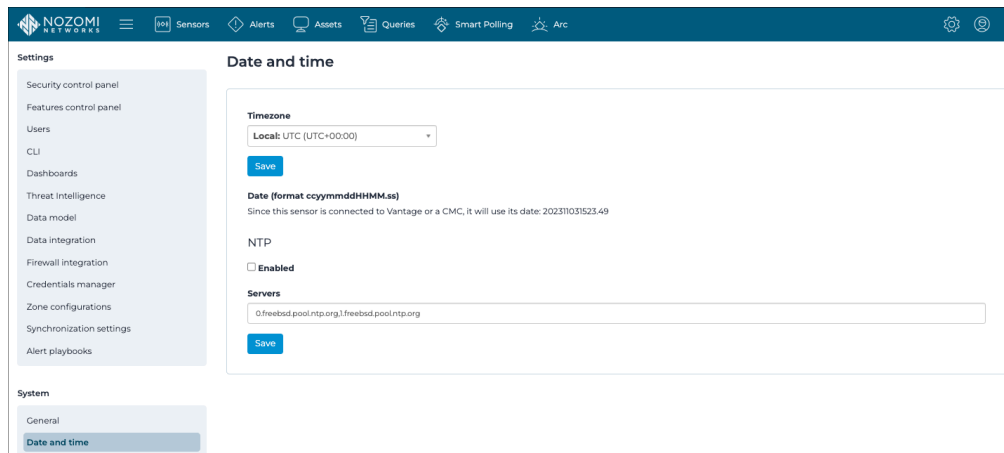 NOZOMI NETWORKS Sensors Alerts Assets Queries Smart Polling Arc
Settings
Security control panel
Features control panel
Users
CLI
Dashboards
Threat Intelligence
Data model
Data integration
Firewall integration
Credentials manager
Zone configurations
Synchronization settings
Alert playbooks
System
General
Date and time
Date and time
Timezone
Local: UTC (UTC+00:00)
Save
Date (format ccyymmddHHMM.ss)
Since this sensor is connected to Vantage or a CMC, it will use its date: 202311031523.49
NTP
Enabled
Servers
0.freebsd.pool.ntp.org,1.freebsd.pool.ntp.org
Save